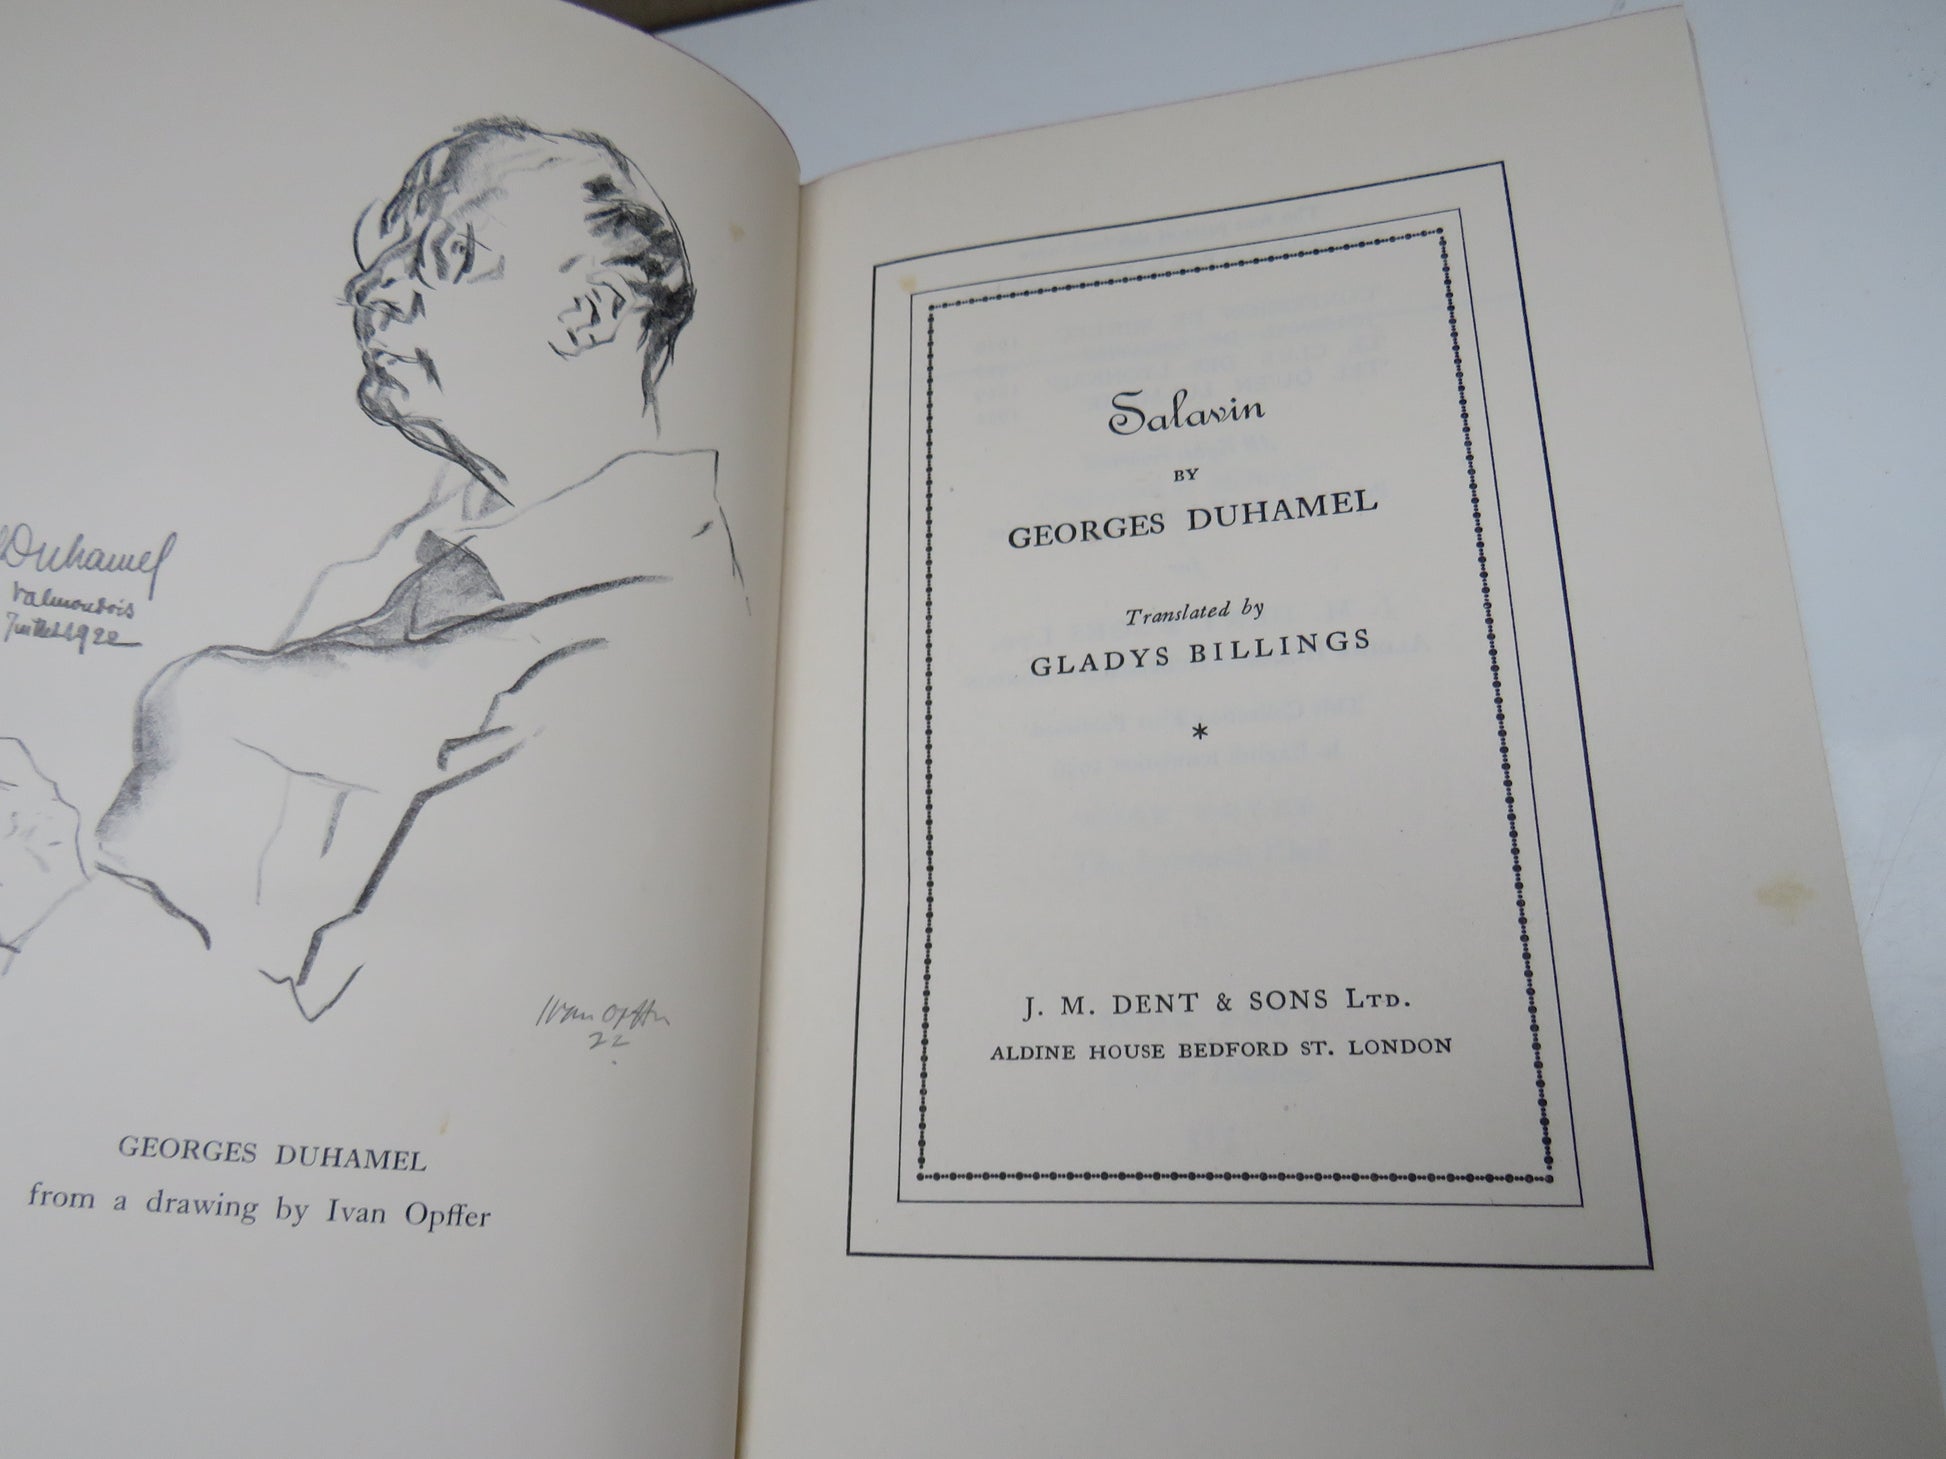 Duhamel
Valmondois
Juillet 1922
Ivan Opffer
22
GEORGES DUHAMEL
from a drawing by Ivan Opffer
Salavin
BY
GEORGES DUHAMEL
Translated by
GLADYS BILLINGS
*
J. M. DENT & SONS LTD.
ALDINE HOUSE BEDFORD ST. LONDON